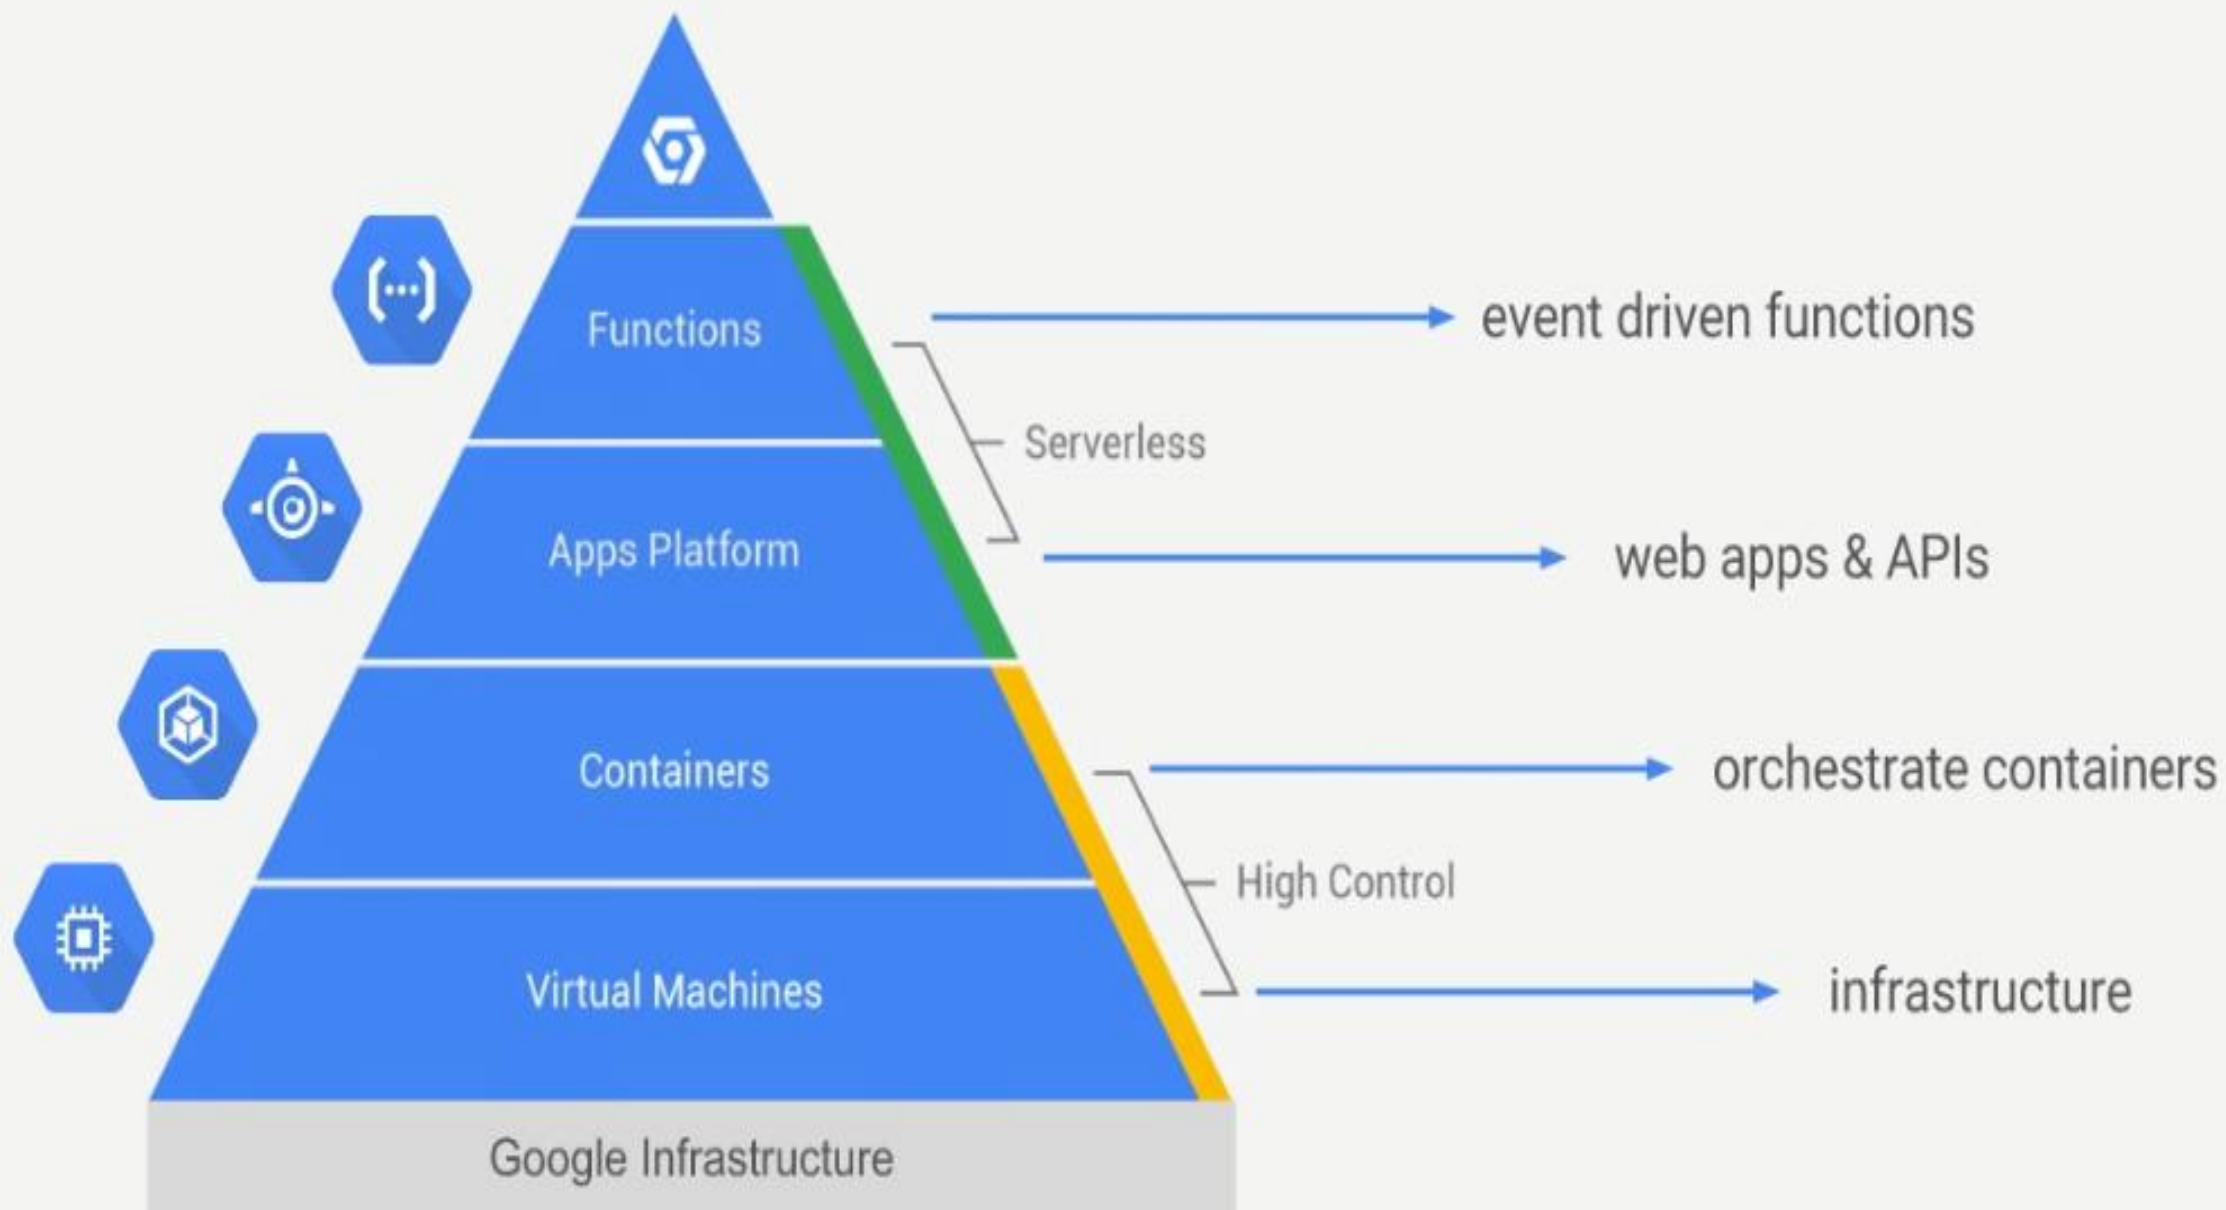 Functions
event driven functions
Serverless
Apps Platform
web apps & APIs
Containers
orchestrate containers
High Control
Virtual Machines
infrastructure
Google Infrastructure